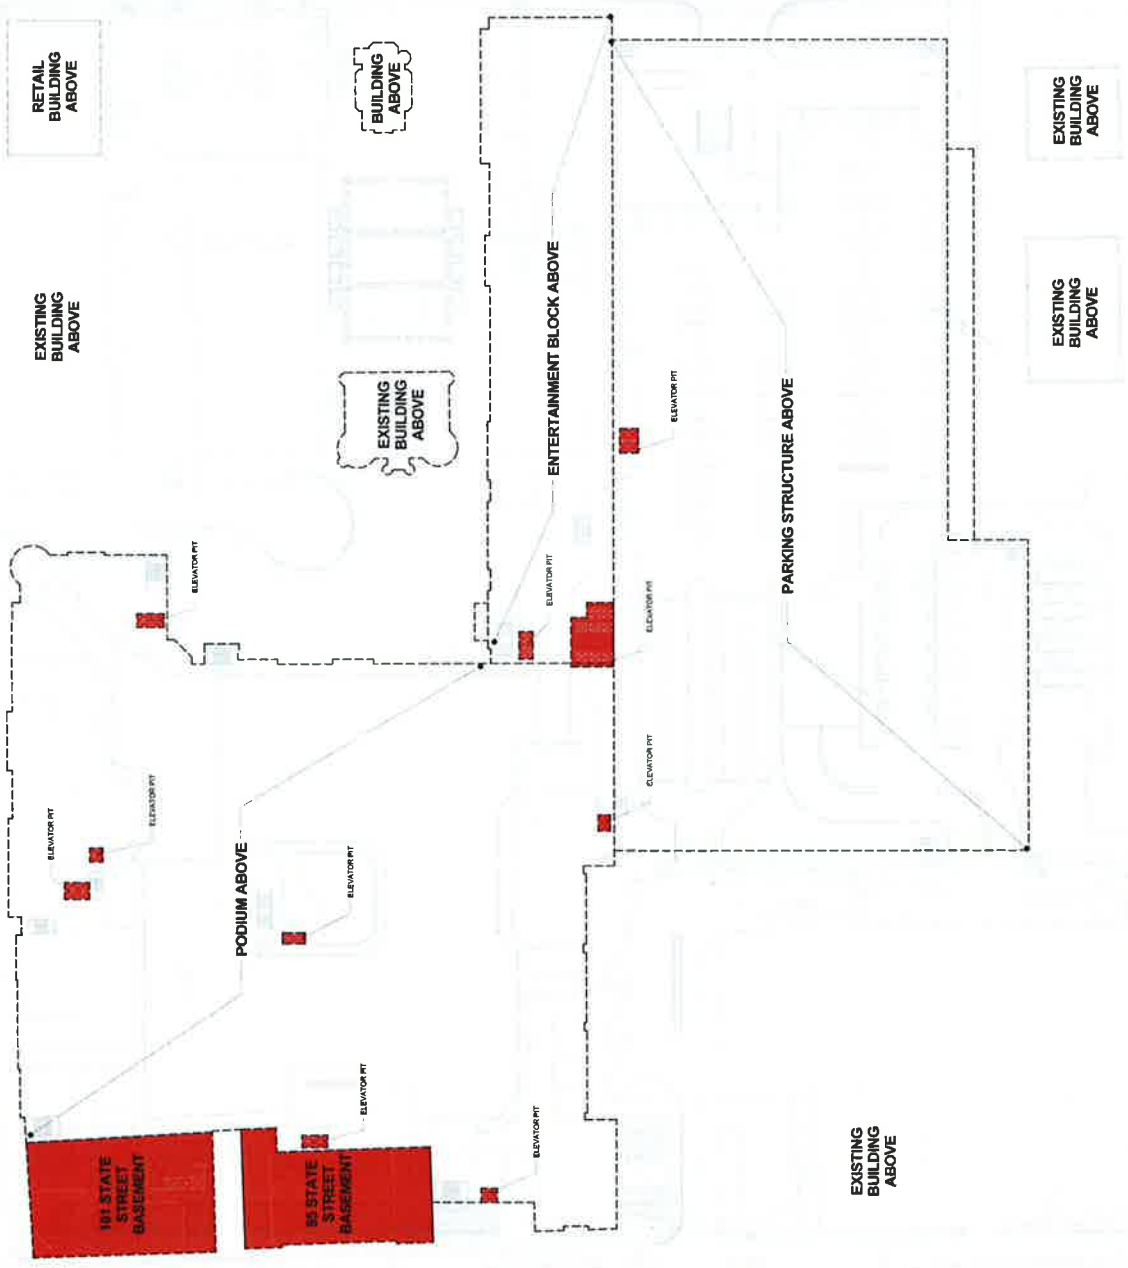 EXISTING
BUILDING
ABOVE
RETAIL
BUILDING
ABOVE
ELEVATOR PIT
101 STATE
STREET
BASEMENT
ELEVATOR PIT
ELEVATOR PIT
PODIUM ABOVE
95 STATE
STREET
BASEMENT
ELEVATOR PIT
ELEVATOR PIT
EXISTING
BUILDING
ABOVE
BUILDING
ABOVE
ELEVATOR PIT
ELEVATOR PIT
ENTERTAINMENT BLOCK ABOVE
ELEVATOR PIT
ELEVATOR PIT
ELEVATOR PIT
PARKING STRUCTURE ABOVE
EXISTING
BUILDING
ABOVE
EXISTING
BUILDING
ABOVE
EXISTING
BUILDING
ABOVE